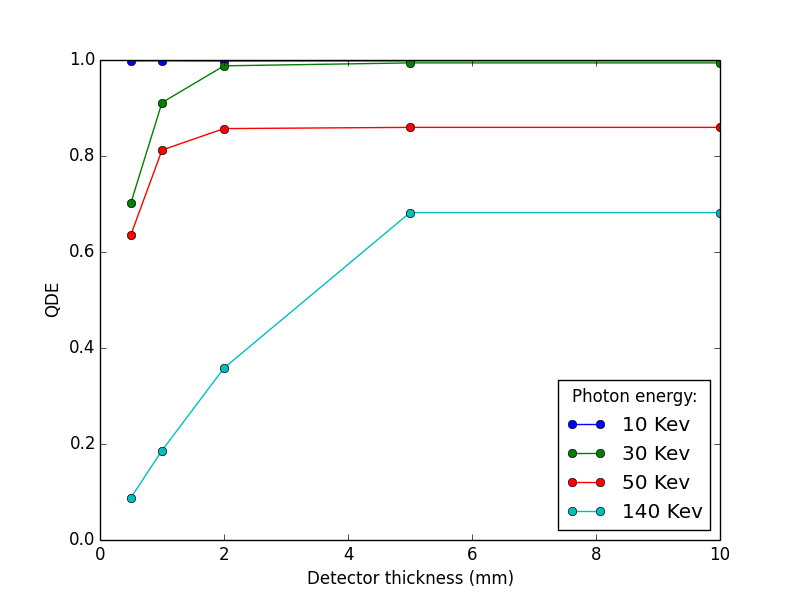 1.0
0.8
0.6
0.4
0.2
0.0
QDE
0 2 4 6 8 10
Detector thickness (mm)
Photon energy:
10 Kev
30 Kev
50 Kev
140 Kev